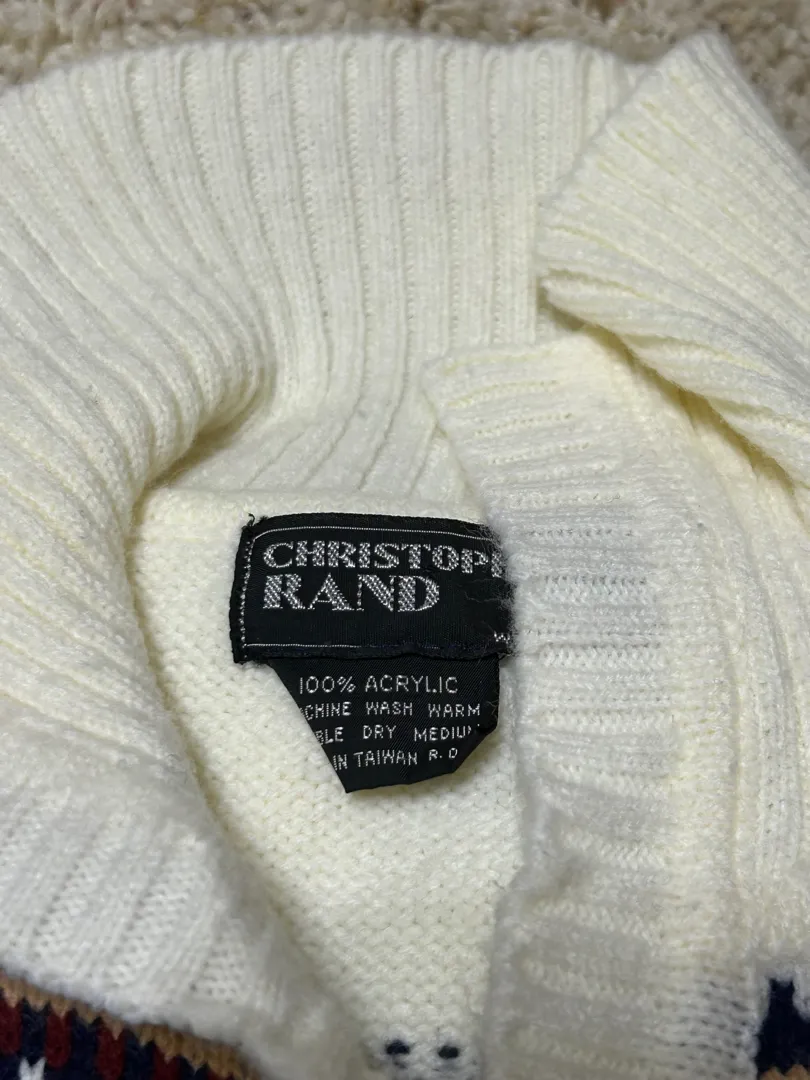 CHRISTOP
RAND
100% ACRYLIC
CHINE WASH WARM
BLE DRY MEDIU
IN TAIWAN R.O